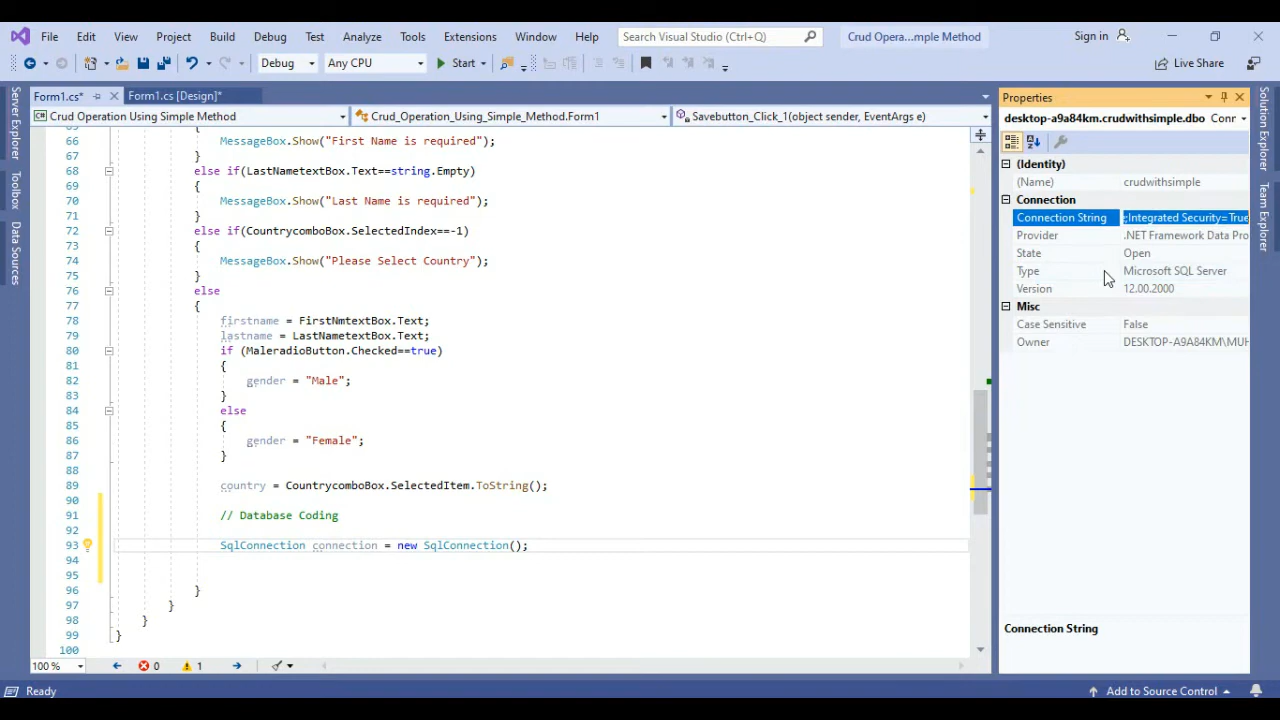 File Edit View Project Build Debug Test Analyze Tools Extensions Window Help Search Visual Studio (Ctrl+Q) Crud Opera...mple Method Sign in
Debug Any CPU Start Live Share
Form1.cs* Form1.cs [Design]*
Crud Operation Using Simple Method Crud_Operation_Using_Simple_Method.Form1 Savebutton_Click_1(object sender, EventArgs e)
Server Explorer
Toolbox
Data Sources
65 {
66 MessageBox.Show("First Name is required");
67 }
68 else if(LastNametextBox.Text==string.Empty)
69 {
70 MessageBox.Show("Last Name is required");
71 }
72 else if(CountrycomboBox.SelectedIndex==-1)
73 {
74 MessageBox.Show("Please Select Country");
75 }
76 else
77 {
78 firstname = FirstNmtextBox.Text;
79 lastname = LastNametextBox.Text;
80 if (MaleradioButton.Checked==true)
81 {
82 gender = "Male";
83 }
84 else
85 {
86 gender = "Female";
87 }
88
89 country = CountrycomboBox.SelectedItem.ToString();
90
91 // Database Coding
92
93 SqlConnection connection = new SqlConnection();
94
95
96 }
97 }
98 }
99 }
100
100 % 0 1
Properties
desktop-a9a84km.crudwithsimple.dbo Conr
(Identity)
(Name) crudwithsimple
Connection
Connection String ;Integrated Security=True
Provider .NET Framework Data Pro
State Open
Type Microsoft SQL Server
Version 12.00.2000
Misc
Case Sensitive False
Owner DESKTOP-A9A84KM\MUH
Connection String
Solution Explorer
Team Explorer
Ready Add to Source Control